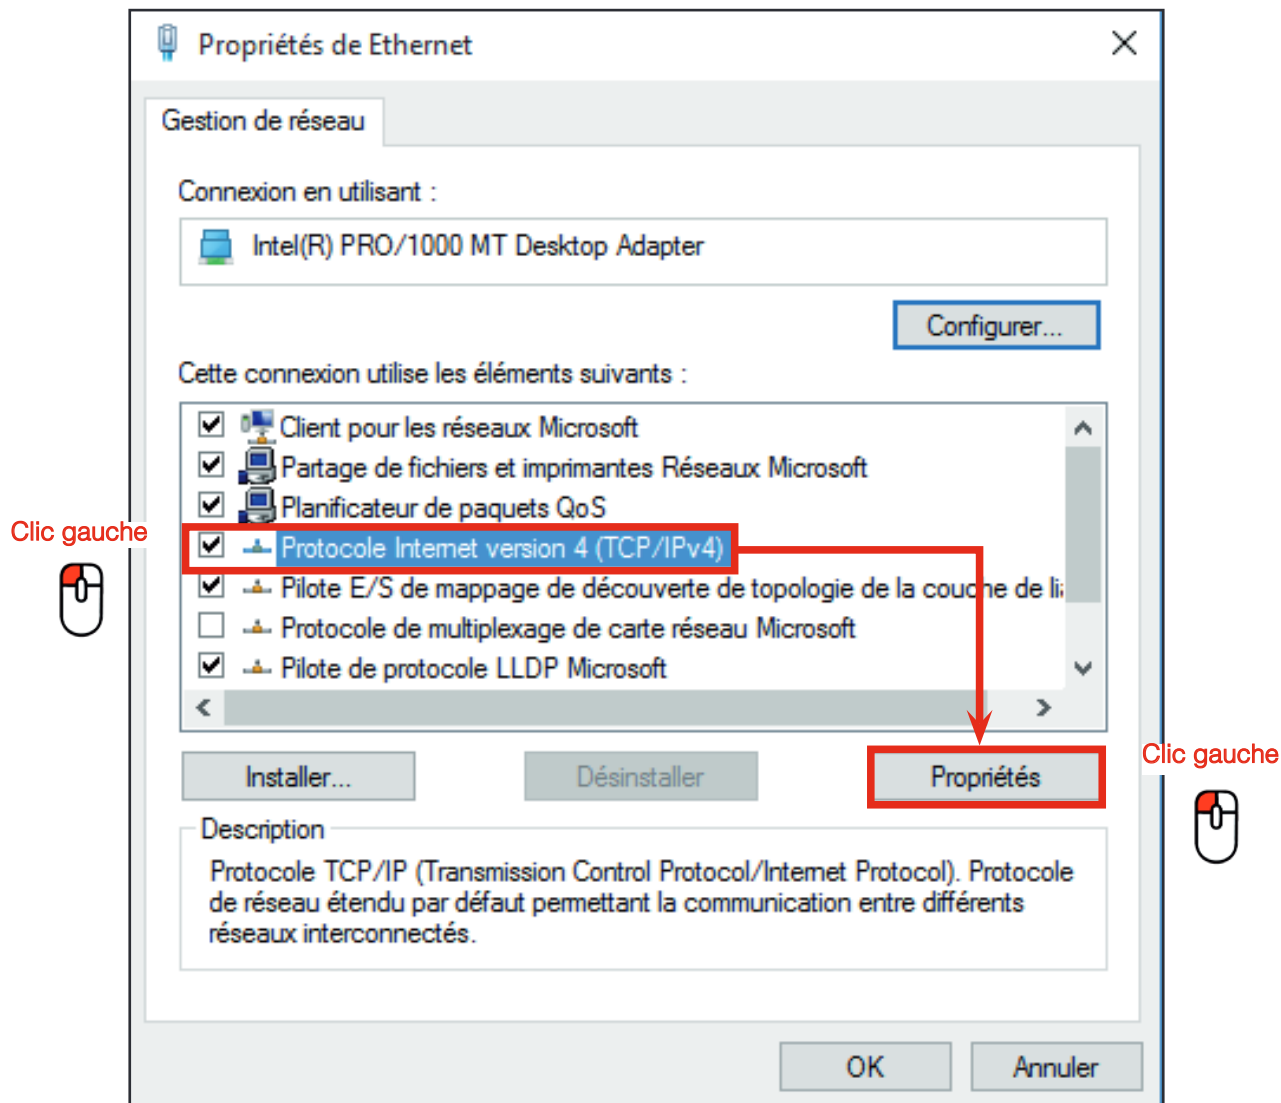 Propriétés de Ethernet
Gestion de réseau
Connexion en utilisant :
Intel(R) PRO/1000 MT Desktop Adapter
Configurer...
Cette connexion utilise les éléments suivants :
Client pour les réseaux Microsoft
Partage de fichiers et imprimantes Réseaux Microsoft
Planificateur de paquets QoS
Clic gauche
Protocole Internet version 4 (TCP/IPv4)
Pilote E/S de mappage de découverte de topologie de la couche de li
Protocole de multiplexage de carte réseau Microsoft
Pilote de protocole LLDP Microsoft
Clic gauche
Installer...
Désinstaller
Propriétés
Description
Protocole TCP/IP (Transmission Control Protocol/Internet Protocol). Protocole
de réseau étendu par défaut permettant la communication entre différents
réseaux interconnectés.
OK
Annuler